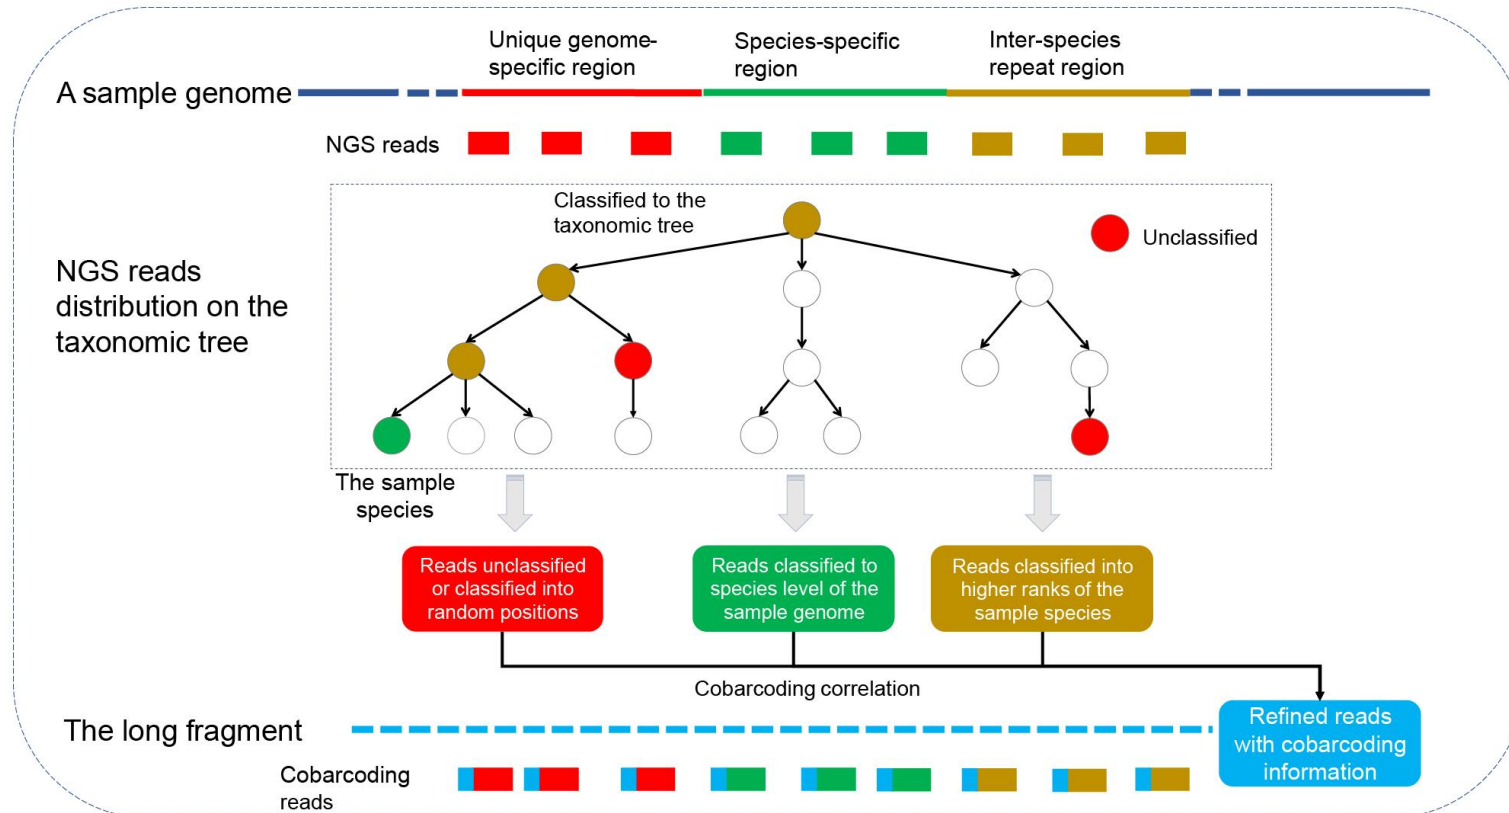 Unique genome-
specific region
Species-specific
region
Inter-species
repeat region
A sample genome
NGS reads
Classified to the
taxonomic tree
Unclassified
NGS reads
distribution on the
taxonomic tree
The sample
species
Reads unclassified
or classified into
random positions
Reads classified to
species level of the
sample genome
Reads classified into
higher ranks of the
sample species
Cobarcoding correlation
The long fragment
Refined reads
with cobarcoding
information
Cobarcoding
reads